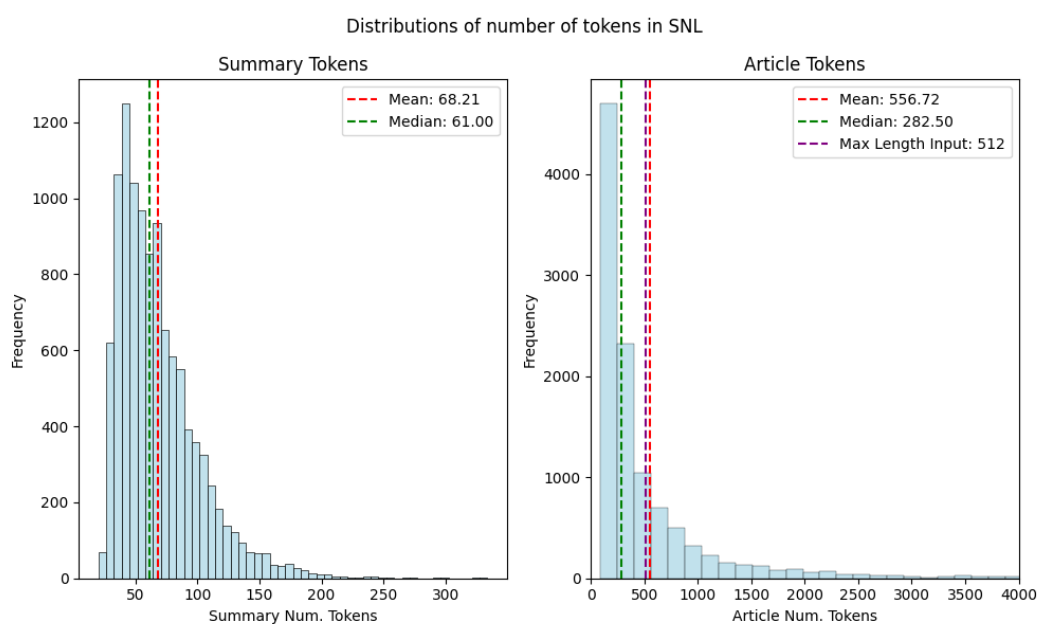 Distributions of number of tokens in SNL
Summary Tokens
Mean: 68.21
Median: 61.00
Frequency
0
200
400
600
800
1000
1200
50
100
150
200
250
300
Summary Num. Tokens
Article Tokens
Mean: 556.72
Median: 282.50
Max Length Input: 512
Frequency
0
1000
2000
3000
4000
0
500
1000
1500
2000
2500
3000
3500
4000
Article Num. Tokens